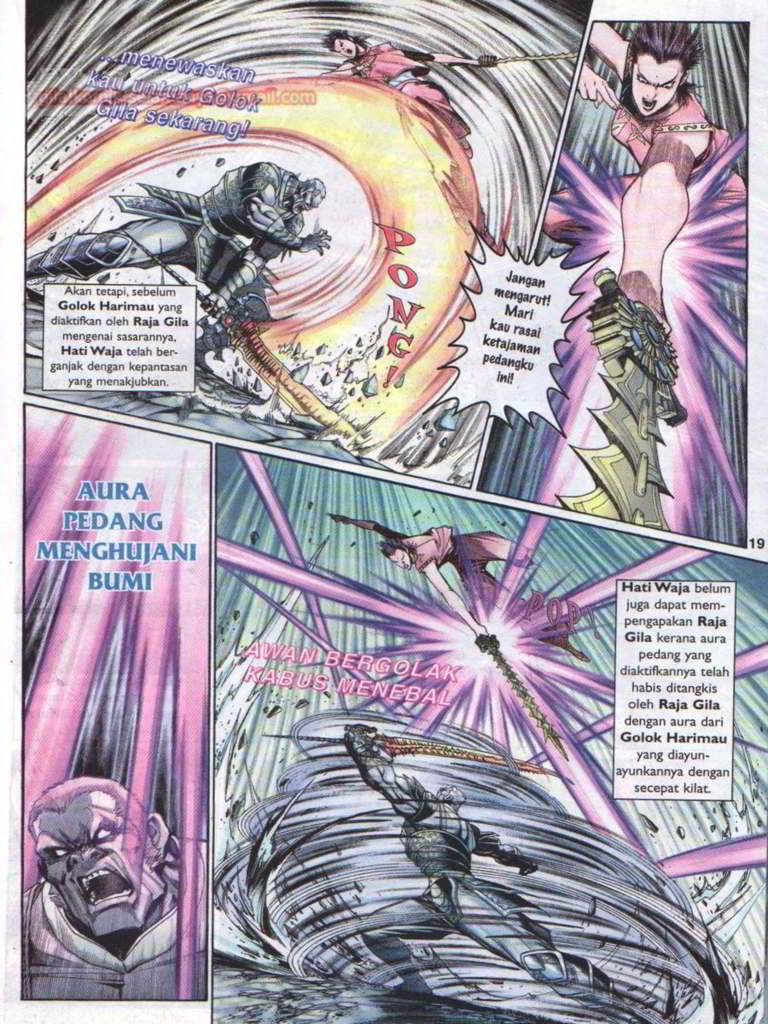 ...menewaskan
kau untuk Golok
Gila sekarang!
PONG!
Akan tetapi, sebelum
Golok Harimau yang
diaktifkan oleh Raja Gila
mengenai sasarannya,
Hati Waja telah ber-
ganjak dengan kepantasan
yang menakjubkan.
Jangan
mengarut!
Mari
kau rasai
ketajaman
pedangku
ini!
19
AURA
PEDANG
MENGHUJANI
BUMI
POP!
AWAN BERGOLAK
KABUS MENEBAL
Hati Waja belum
juga dapat mem-
pengapakan Raja
Gila kerana aura
pedang yang
diaktifkannya telah
habis ditangkis
oleh Raja Gila
dengan aura dari
Golok Harimau
yang diayun-
ayunkannya dengan
secepat kilat.